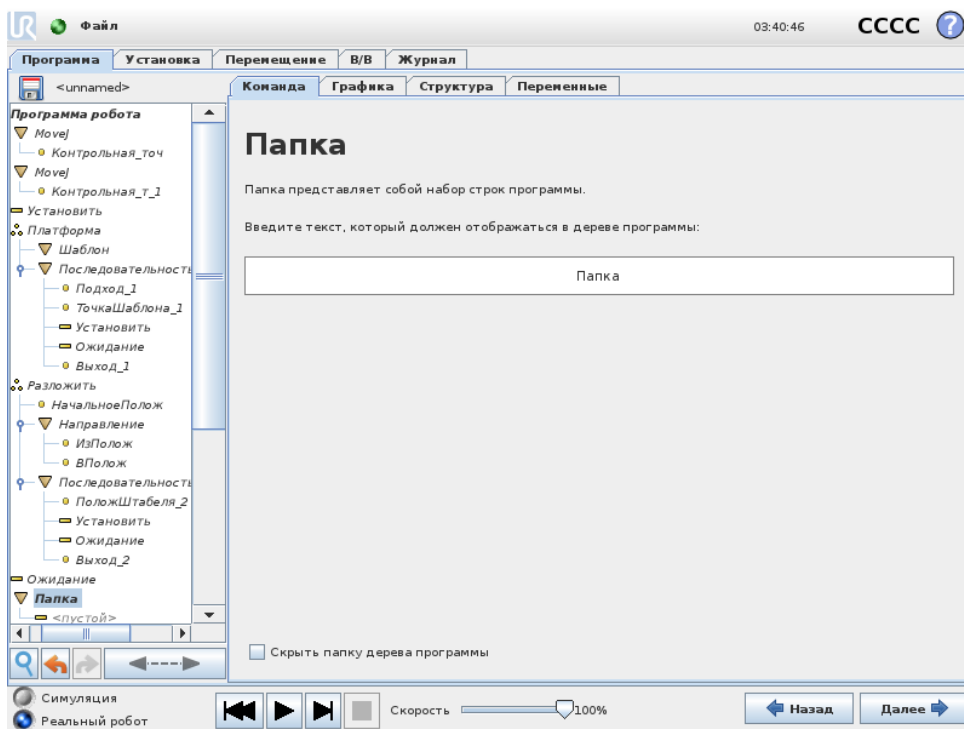 UR Файл 03:40:46 CCCC ?
Программа Установка Перемещение В/В Журнал
<unnamed>
Команда Графика Структура Переменные
Программа робота
MoveJ
Контрольная_точ
MoveJ
Контрольная_т_1
Установить
Платформа
Шаблон
Последовательность
Подход_1
ТочкаШаблона_1
Установить
Ожидание
Выход_1
Разложить
НачальноеПолож
Направление
ИзПолож
ВПолож
Последовательность
ПоложШтабеля_2
Установить
Ожидание
Выход_2
Ожидание
Папка
<пустой>
Папка
Папка представляет собой набор строк программы.
Введите текст, который должен отображаться в дереве программы:
Папка
Скрыть папку дерева программы
Симуляция
Реальный робот
Скорость 100%
Назад Далее